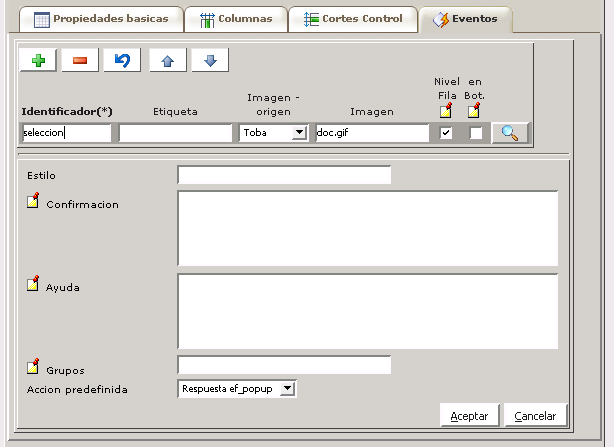 Propiedades basicas Columnas Cortes Control Eventos
Nivel en
Imagen - Fila Bot.
Identificador(*) Etiqueta origen Imagen
seleccion Toba doc.gif
Estilo
Confirmacion
Ayuda
Grupos
Accion predefinida Respuesta ef_popup
Aceptar Cancelar